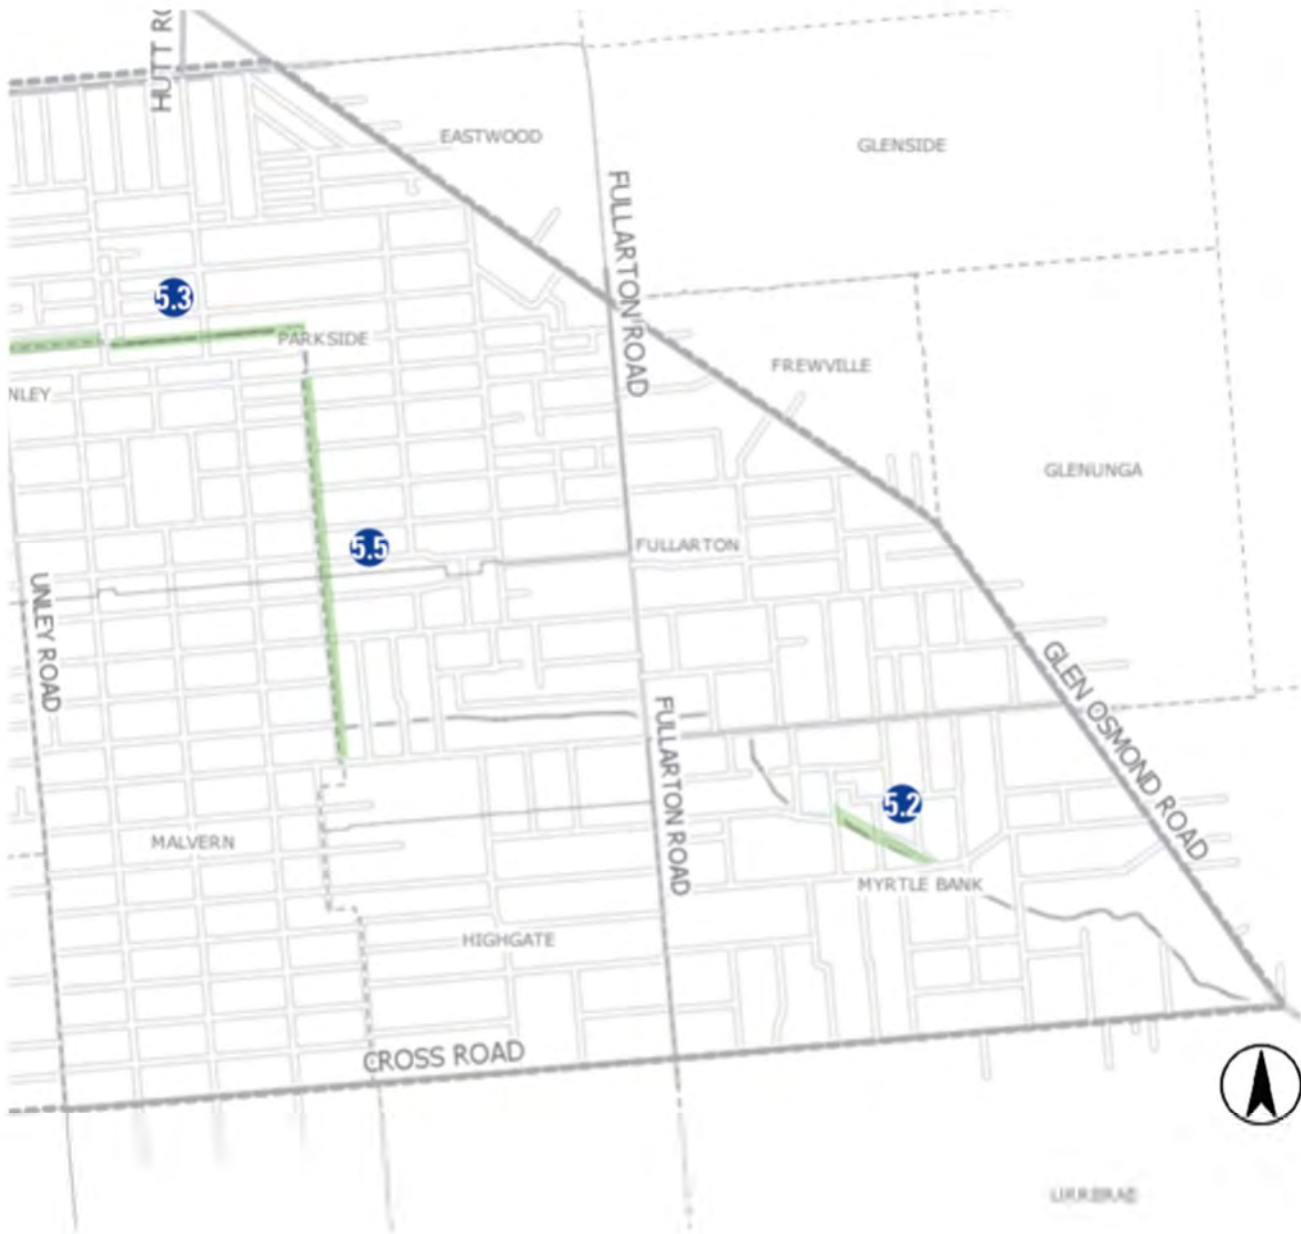 HUTT RO
EASTWOOD
GLENSIDE
FULLARTON ROAD
5.3
PARKSIDE
FREWVILLE
NLEY
GLENUNGA
5.5
FULLARTON
UNLEY ROAD
GLEN OSMOND ROAD
FULLARTON ROAD
5.2
MALVERN
MYRTLE BANK
HIGHGATE
CROSS ROAD
URRBRAE